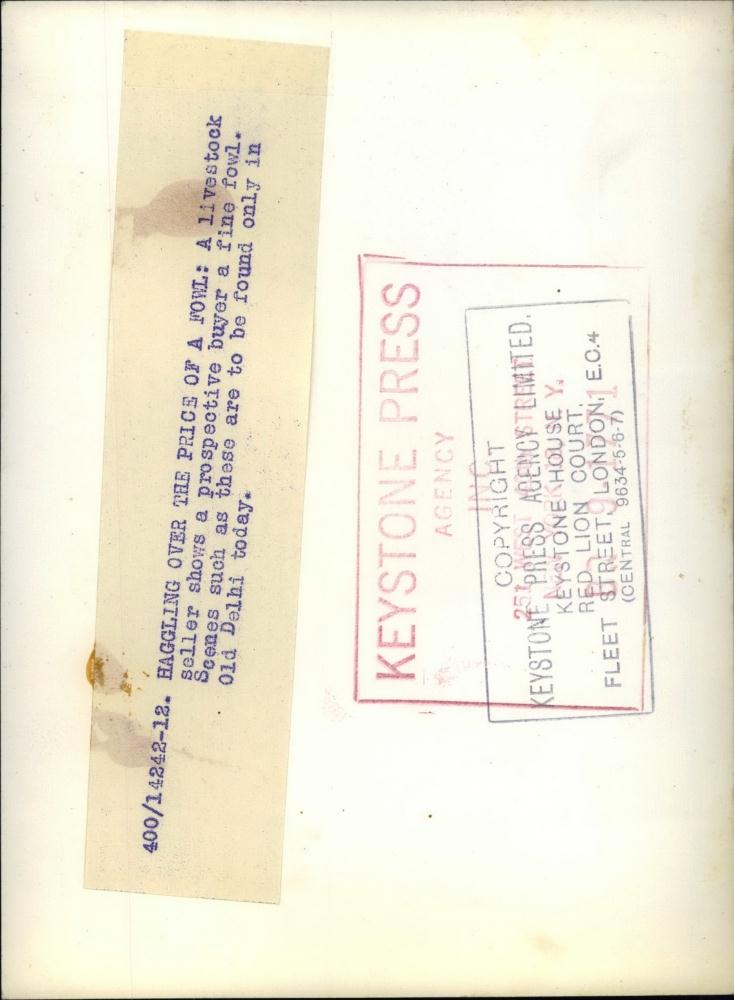 400/14242-12. HAGGLING OVER THE PRICE OF A FOWL: A livestock
seller shows a prospective buyer a fine fowl.
Scenes such as these are to be found only in
Old Delhi today.
KEYSTONE PRESS
AGENCY
INC
COPYRIGHT
KEYSTONE PRESS AGENCY LIMITED.
KEYSTONE HOUSE
RED LION COURT,
FLEET STREET, LONDON, E.C.4
(CENTRAL 9634-5-6-7)